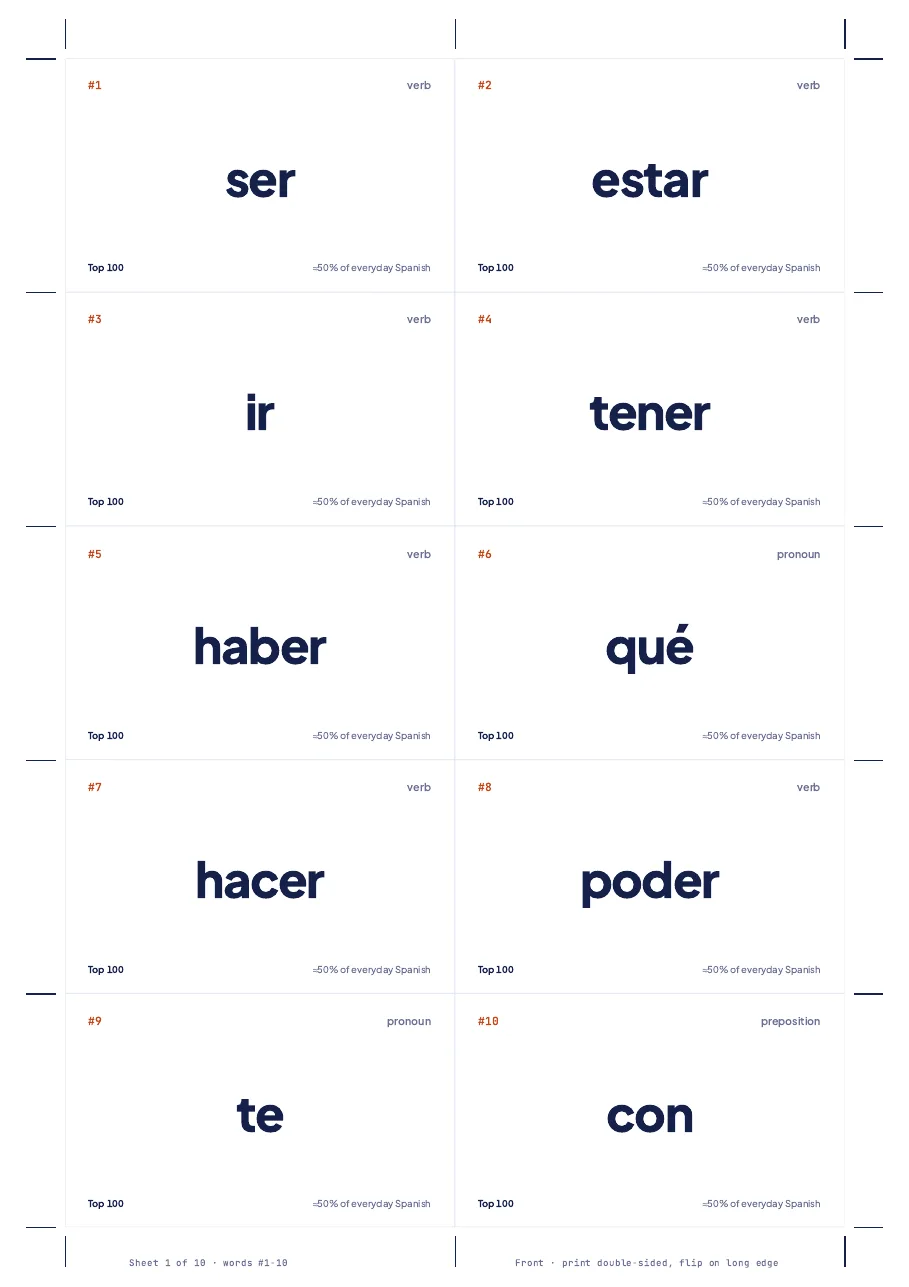 #1 verb #2 verb
ser estar
Top 100 ≈50% of everyday Spanish Top 100 ≈50% of everyday Spanish
#3 verb #4 verb
ir tener
Top 100 ≈50% of everyday Spanish Top 100 ≈50% of everyday Spanish
#5 verb #6 pronoun
haber qué
Top 100 ≈50% of everyday Spanish Top 100 ≈50% of everyday Spanish
#7 verb #8 verb
hacer poder
Top 100 ≈50% of everyday Spanish Top 100 ≈50% of everyday Spanish
#9 pronoun #10 preposition
te con
Top 100 ≈50% of everyday Spanish Top 100 ≈50% of everyday Spanish
Sheet 1 of 10 · words #1-10 Front · print double-sided, flip on long edge